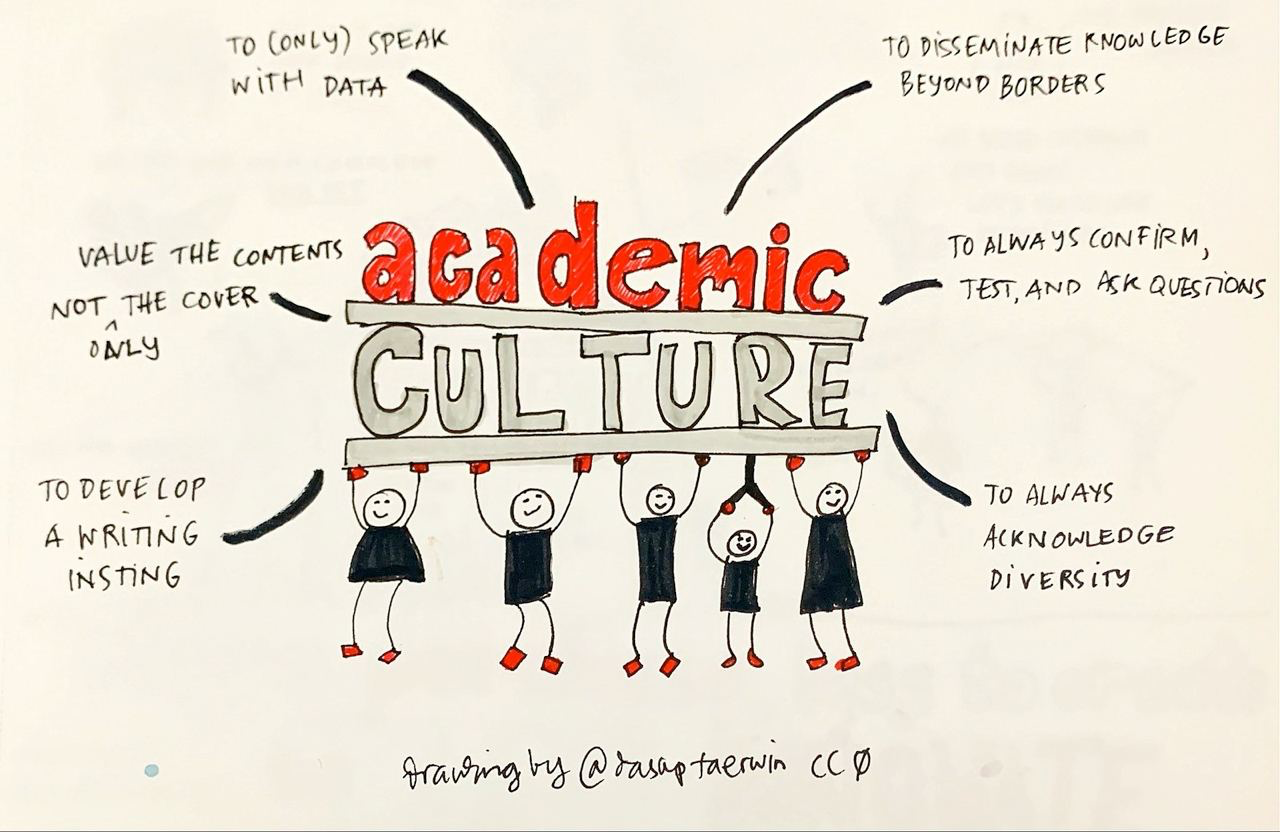 TO (ONLY) SPEAK
WITH DATA
TO DISSEMINATE KNOWLEDGE
BEYOND BORDERS
VALUE THE CONTENTS
NOT THE COVER
^
ONLY
TO ALWAYS CONFIRM,
TEST, AND ASK QUESTIONS
academic
CULTURE
TO DEVELOP
A WRITING
INSTING
TO ALWAYS
ACKNOWLEDGE
DIVERSITY
drawing by @dasaptaerwin CC0